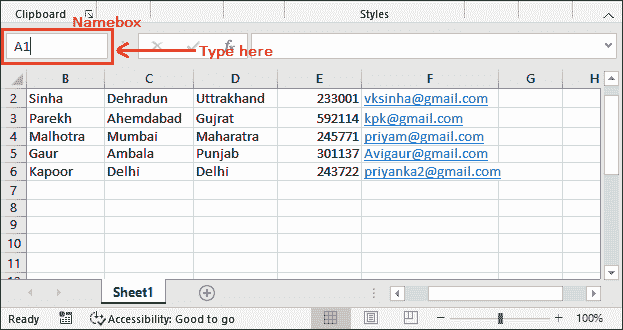 Clipboard Styles
Namebox
A1
Type here
fx
B C D E F G H
2 Sinha Dehradun Uttrakhand 233001 vksinha@gmail.com
3 Parekh Ahemdabad Gujrat 592114 kpk@gmail.com
4 Malhotra Mumbai Maharatra 245771 priyam@gmail.com
5 Gaur Ambala Punjab 301137 Avigaur@gmail.com
6 Kapoor Delhi Delhi 243722 priyanka2@gmail.com
7
8
9
10
11
Sheet1
Ready Accessibility: Good to go 100%